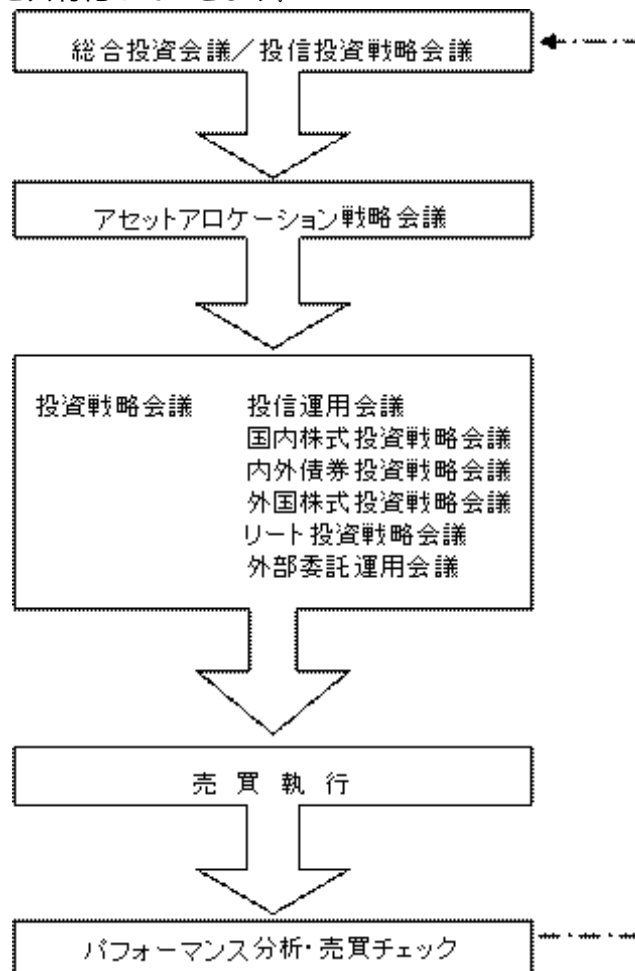 総合投資会議/投信投資戦略会議
アセットアロケーション戦略会議
投資戦略会議 投信運用会議
国内株式投資戦略会議
内外債券投資戦略会議
外国株式投資戦略会議
リート投資戦略会議
外部委託運用会議
売買執行
パフォーマンス分析・売買チェック